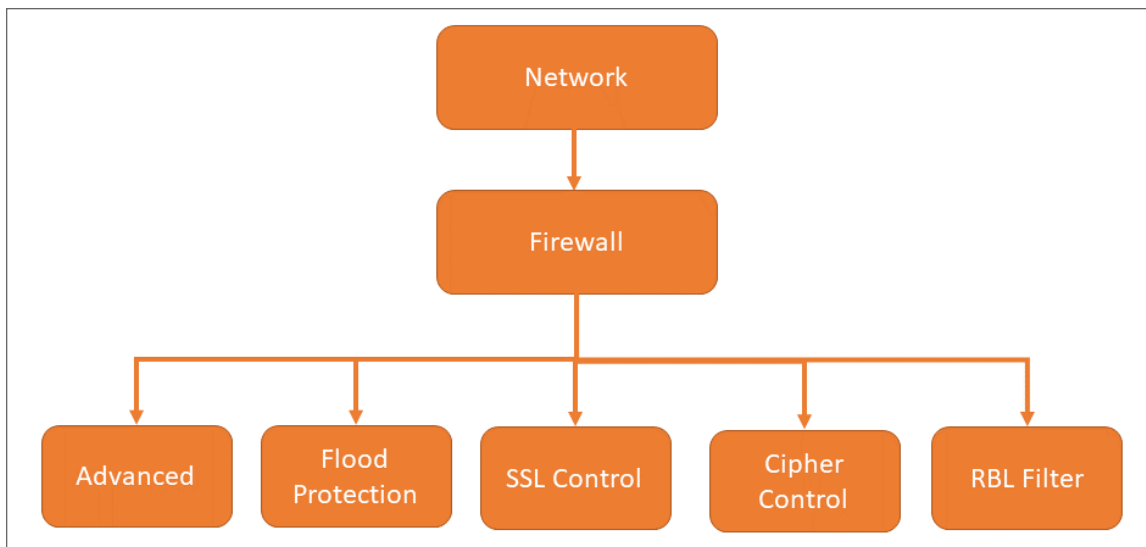 Network
Firewall
Advanced
Flood
Protection
SSL Control
Cipher
Control
RBL Filter